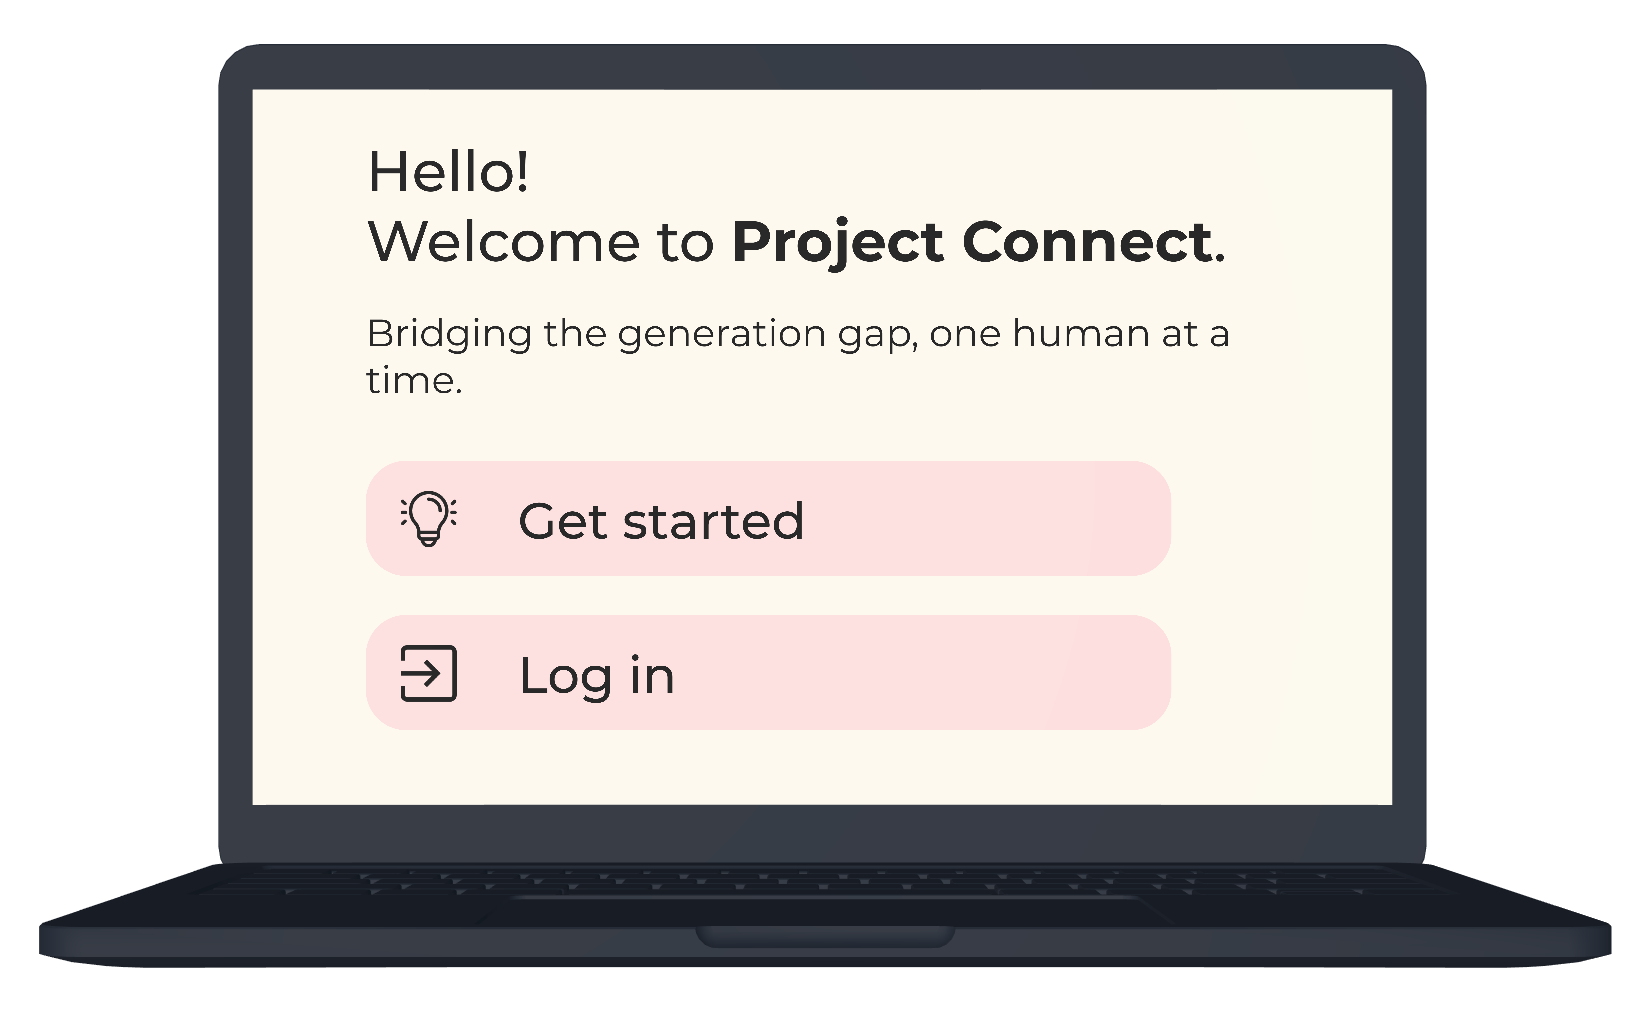 Hello!
Welcome to Project Connect.
Bridging the generation gap, one human at a
time.
Get started
Log in